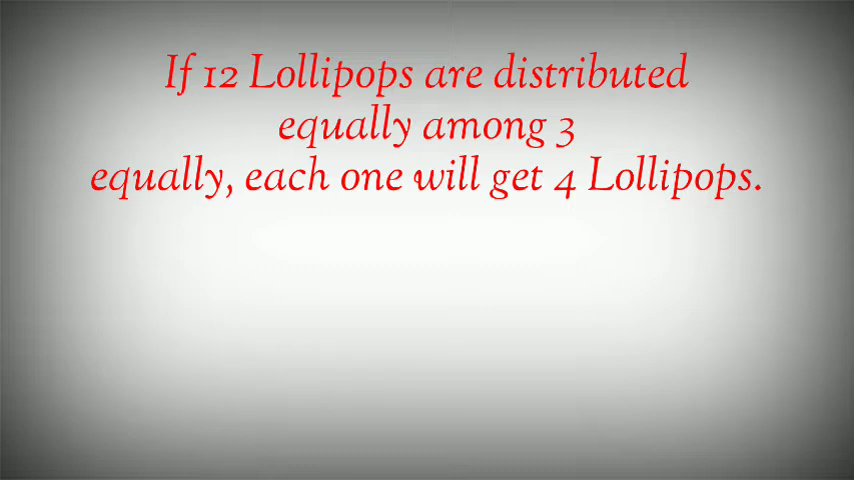 If 12 Lollipops are distributed
equally among 3
equally, each one will get 4 Lollipops.